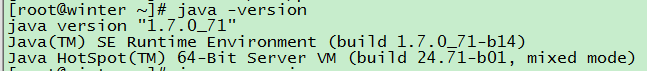 [root@winter ~]# java -version
java version "1.7.0_71"
Java(TM) SE Runtime Environment (build 1.7.0_71-b14)
Java HotSpot(TM) 64-Bit Server VM (build 24.71-b01, mixed mode)